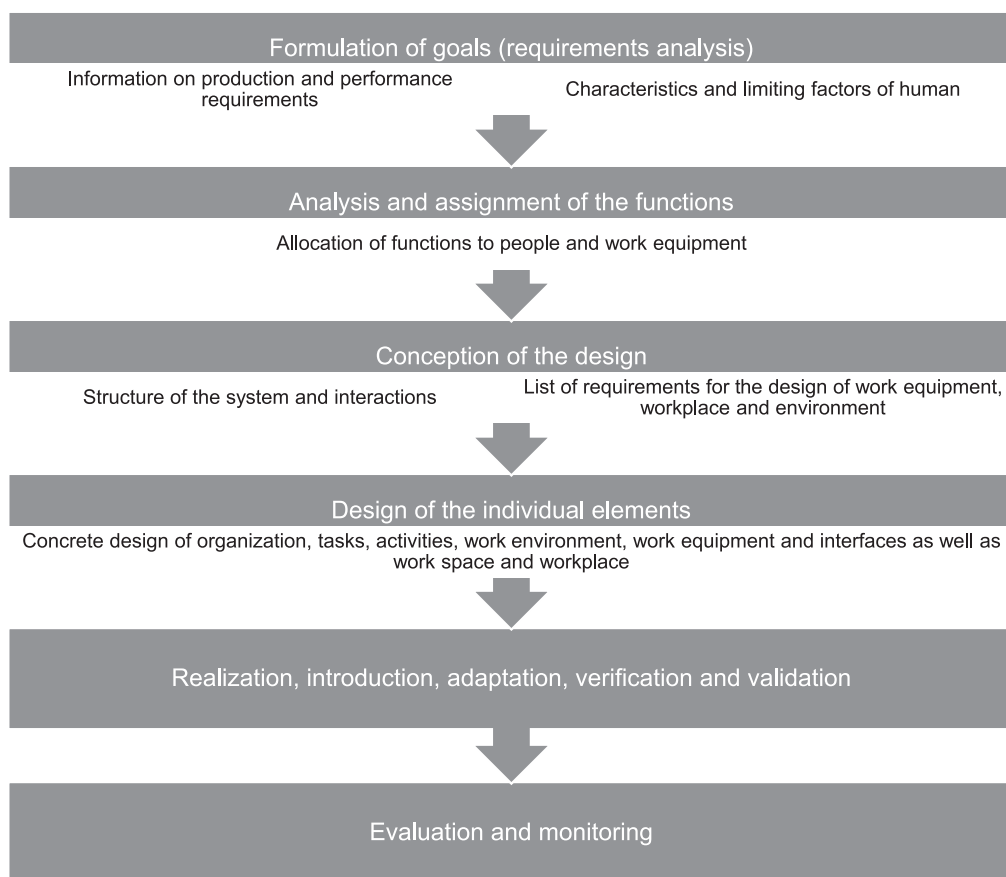 Formulation of goals (requirements analysis)
Information on production and performance
requirements
Characteristics and limiting factors of human
Analysis and assignment of the functions
Allocation of functions to people and work equipment
Conception of the design
Structure of the system and interactions
List of requirements for the design of work equipment,
workplace and environment
Design of the individual elements
Concrete design of organization, tasks, activities, work environment, work equipment and interfaces as well as
work space and workplace
Realization, introduction, adaptation, verification and validation
Evaluation and monitoring